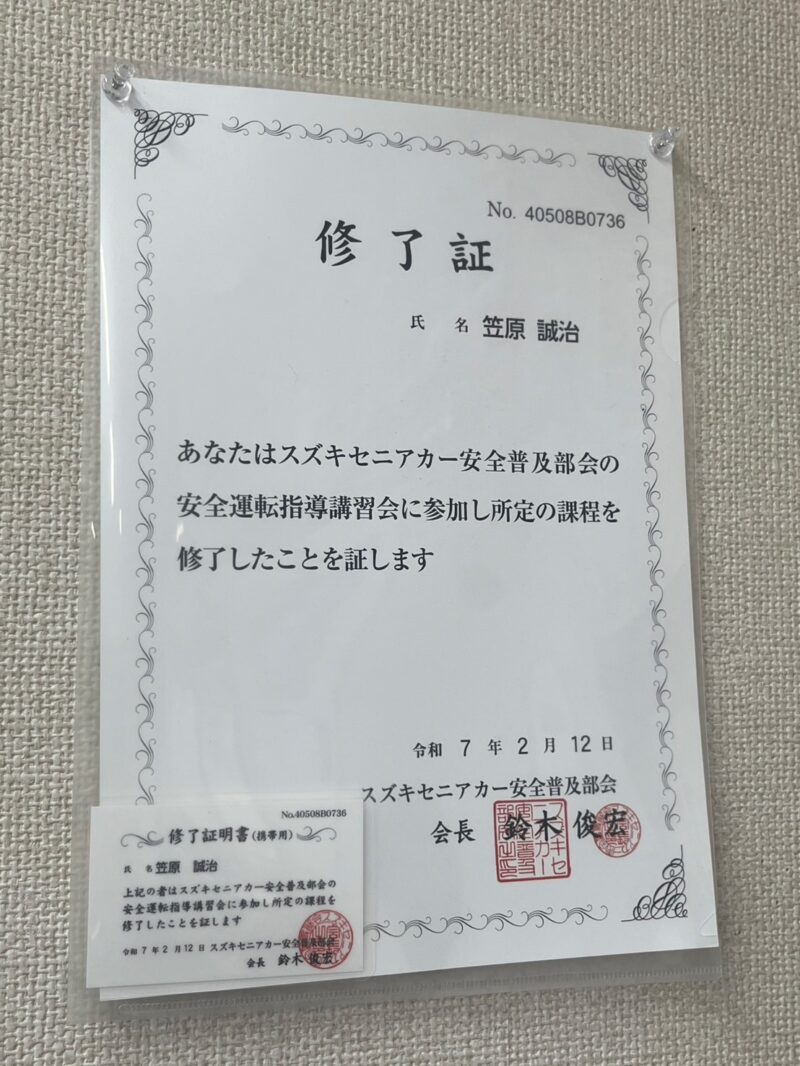 No. 40508B0736
修了証
氏 名 笠原 誠治
あなたはスズキセニアカー安全普及部会の
安全運転指導講習会に参加し所定の課程を
修了したことを証します
令和 7 年 2 月 12 日
スズキセニアカー安全普及部会
会長 鈴木 俊宏
No.40508B0736
修了証明書(携帯用)
氏 名 笠原 誠治
上記の者はスズキセニアカー安全普及部会の
安全運転指導講習会に参加し所定の課程を
修了したことを証します
令和 7 年 2 月 12 日 スズキセニアカー安全普及部会
会長 鈴木 俊宏